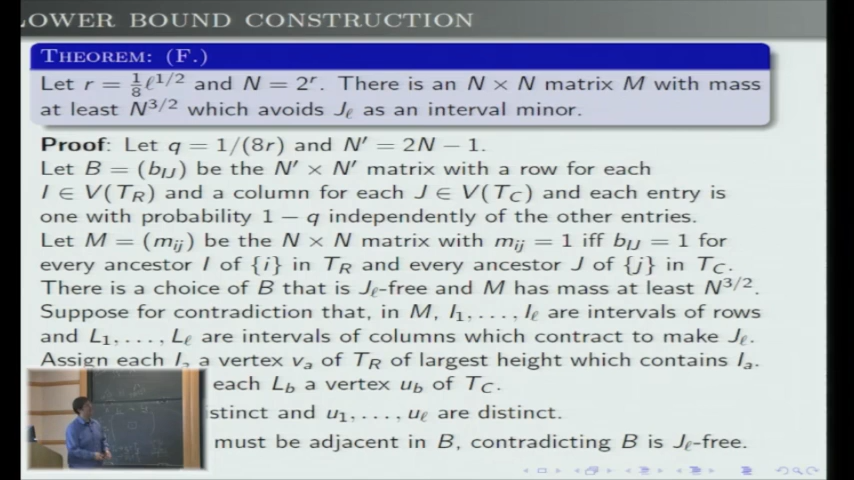 LOWER BOUND CONSTRUCTION
THEOREM: (F.)
Let r = 1/8 ℓ^{1/2} and N = 2^r. There is an N × N matrix M with mass
at least N^{3/2} which avoids J_ℓ as an interval minor.
Proof: Let q = 1/(8r) and N' = 2N − 1.
Let B = (b_{IJ}) be the N' × N' matrix with a row for each
I ∈ V(T_R) and a column for each J ∈ V(T_C) and each entry is
one with probability 1 − q independently of the other entries.
Let M = (m_{ij}) be the N × N matrix with m_{ij} = 1 iff b_{IJ} = 1 for
every ancestor I of {i} in T_R and every ancestor J of {j} in T_C.
There is a choice of B that is J_ℓ-free and M has mass at least N^{3/2}.
Suppose for contradiction that, in M, I_1, . . . , I_ℓ are intervals of rows
and L_1, . . . , L_ℓ are intervals of columns which contract to make J_ℓ.
Assign each I_a a vertex v_a of T_R of largest height which contains I_a.
each L_b a vertex u_b of T_C.
stinct and u_1, . . . , u_ℓ are distinct.
must be adjacent in B, contradicting B is J_ℓ-free.